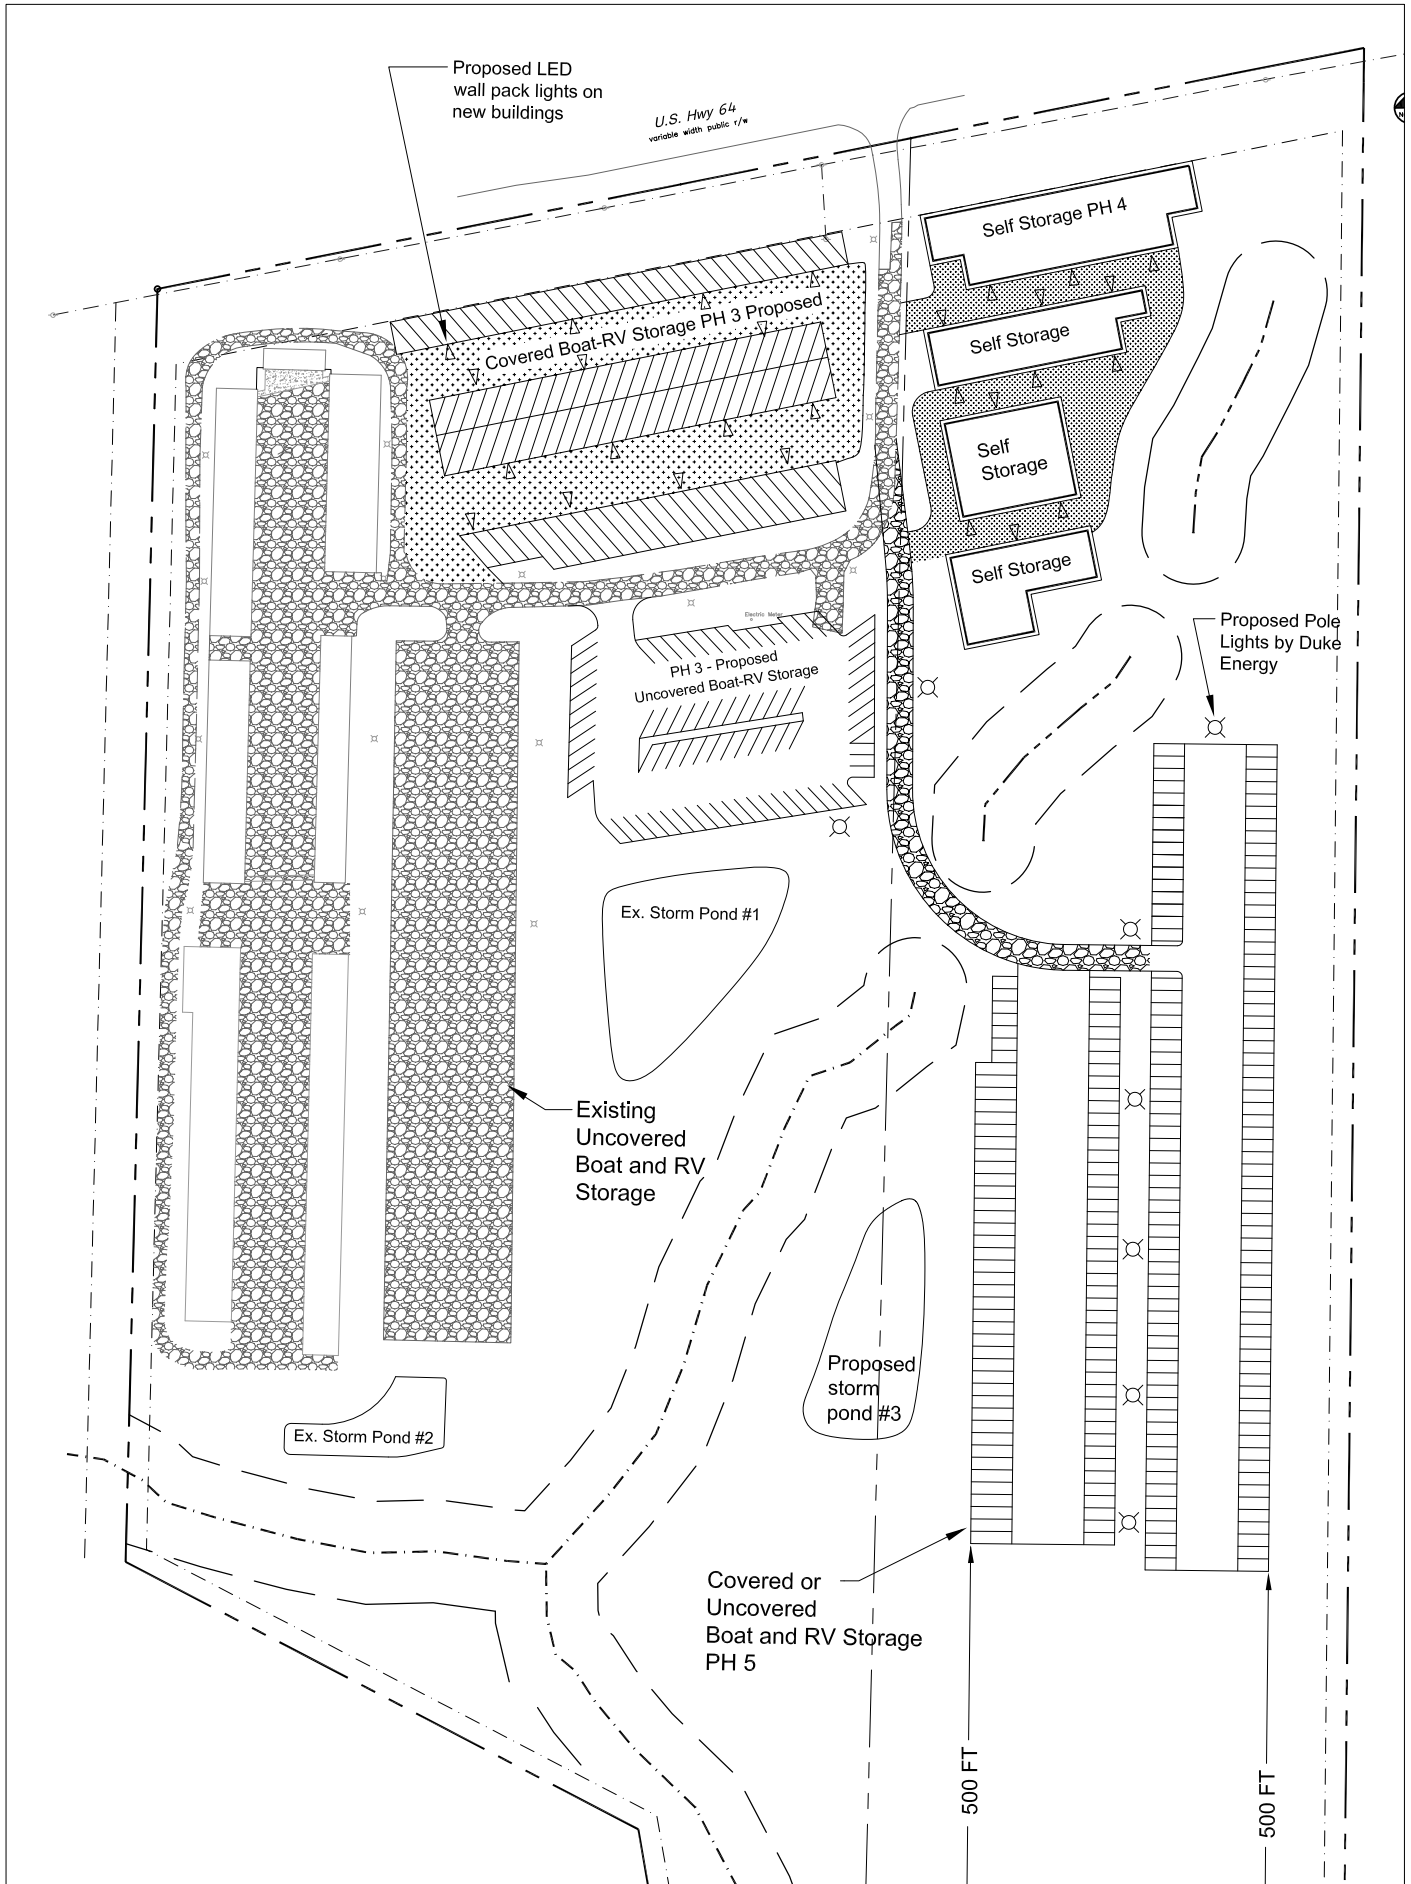 Proposed LED
wall pack lights on
new buildings
U.S. Hwy 64
variable width public r/w
Self Storage PH 4
Covered Boat-RV Storage PH 3 Proposed
Self Storage
Self
Storage
Self Storage
Electric Meter
PH 3 - Proposed
Uncovered Boat-RV Storage
Proposed Pole
Lights by Duke
Energy
Ex. Storm Pond #1
Existing
Uncovered
Boat and RV
Storage
Proposed
storm
pond #3
Ex. Storm Pond #2
Covered or
Uncovered
Boat and RV Storage
PH 5
500 FT
500 FT